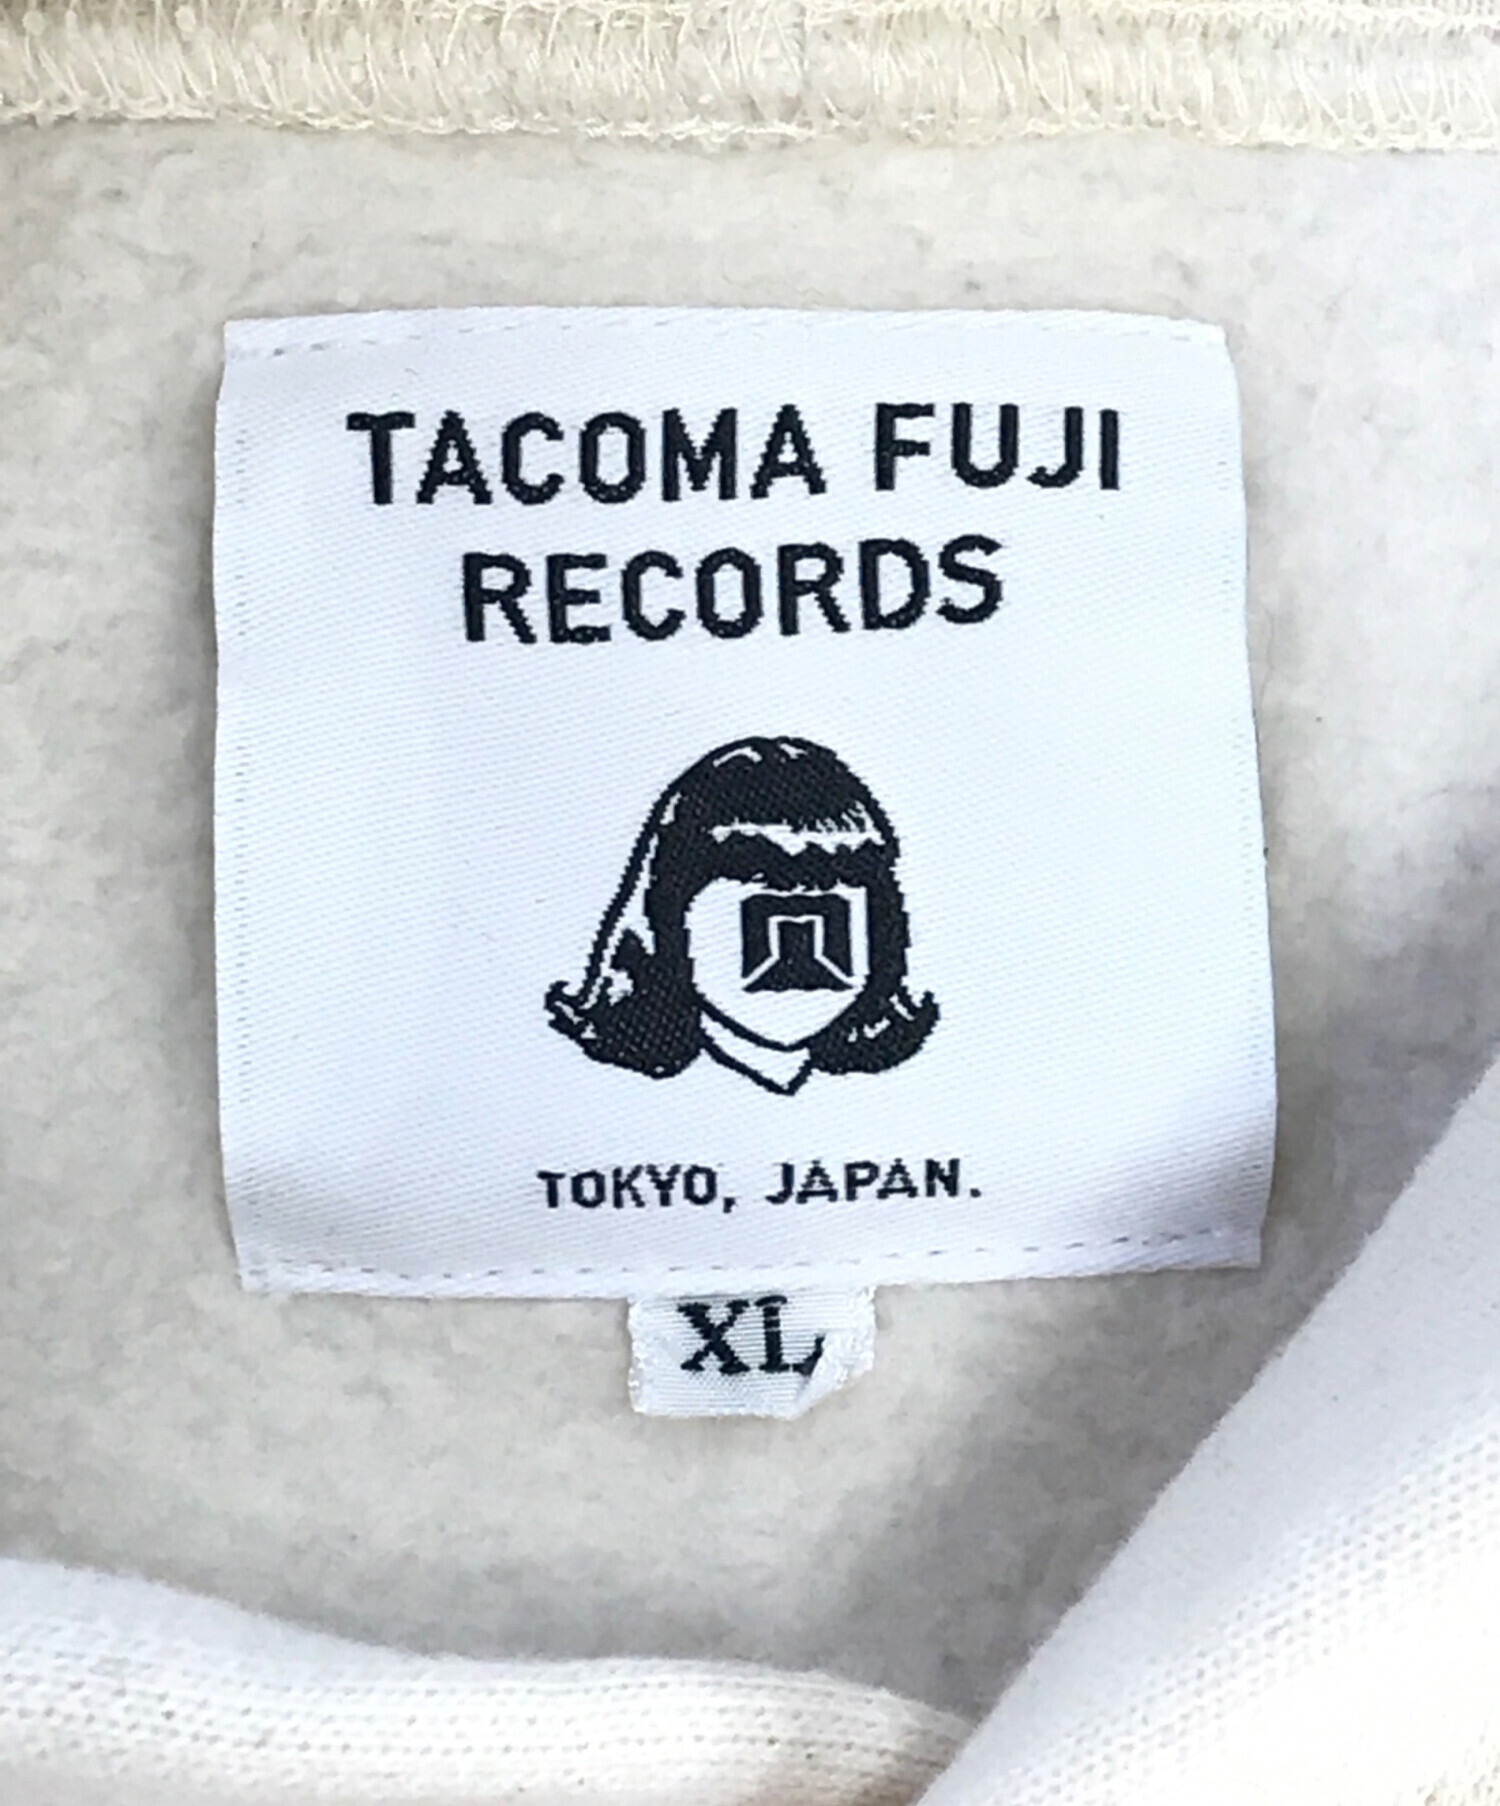 TACOMA FUJI
RECORDS
TOKYO, JAPAN.
XL